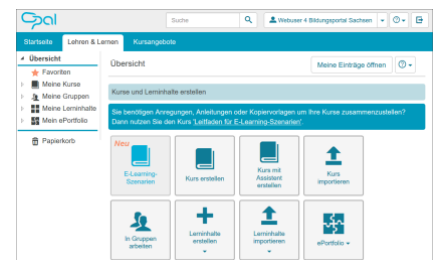 Opal
Suche
Webuser 4 Bildungsportal Sachsen
Startseite
Lehren & Lernen
Kursangebote
Übersicht
Favoriten
Meine Kurse
Meine Gruppen
Meine Lerninhalte
Mein ePortfolio
Papierkorb
Übersicht
Meine Einträge öffnen
Kurse und Lerninhalte erstellen
Sie benötigen Anregungen, Anleitungen oder Kopiervorlagen um Ihre Kurse zusammenzustellen?
Dann nutzen Sie den Kurs 'Leitfaden für E-Learning-Szenarien'.
Neu
E-Learning-
Szenarien
Kurs erstellen
Kurs mit
Assistent
erstellen
Kurs
importieren
In Gruppen
arbeiten
Lerninhalte
erstellen
Lerninhalte
importieren
ePortfolio